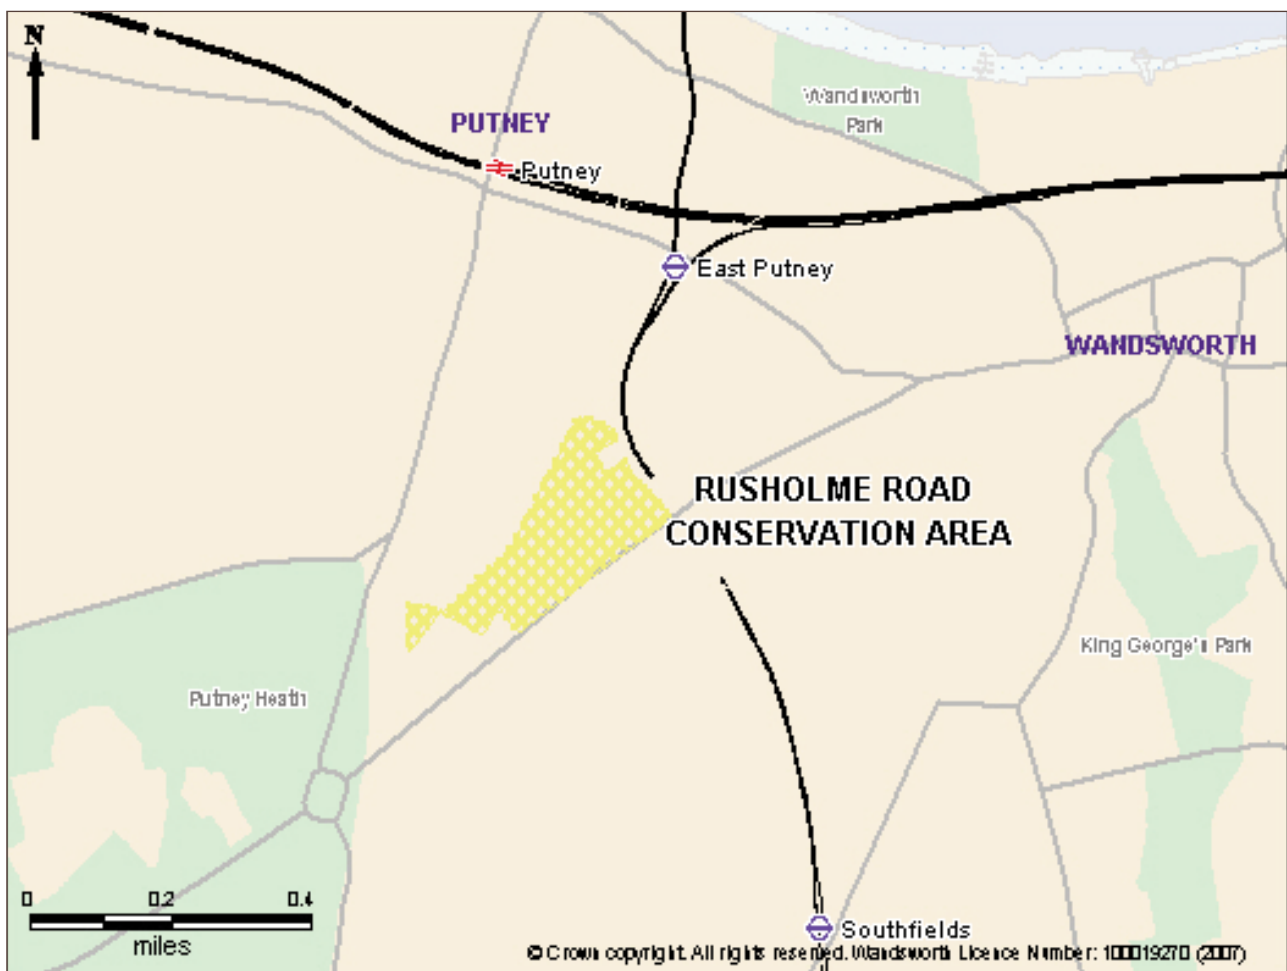 N
Wandsworth
Park
PUTNEY
Putney
East Putney
WANDSWORTH
RUSHOLME ROAD
CONSERVATION AREA
King George's Park
Putney Heath
0 0.2 0.4
miles
Southfields
© Crown copyright. All rights reserved. Wandsworth Licence Number: 100019270 (2007)